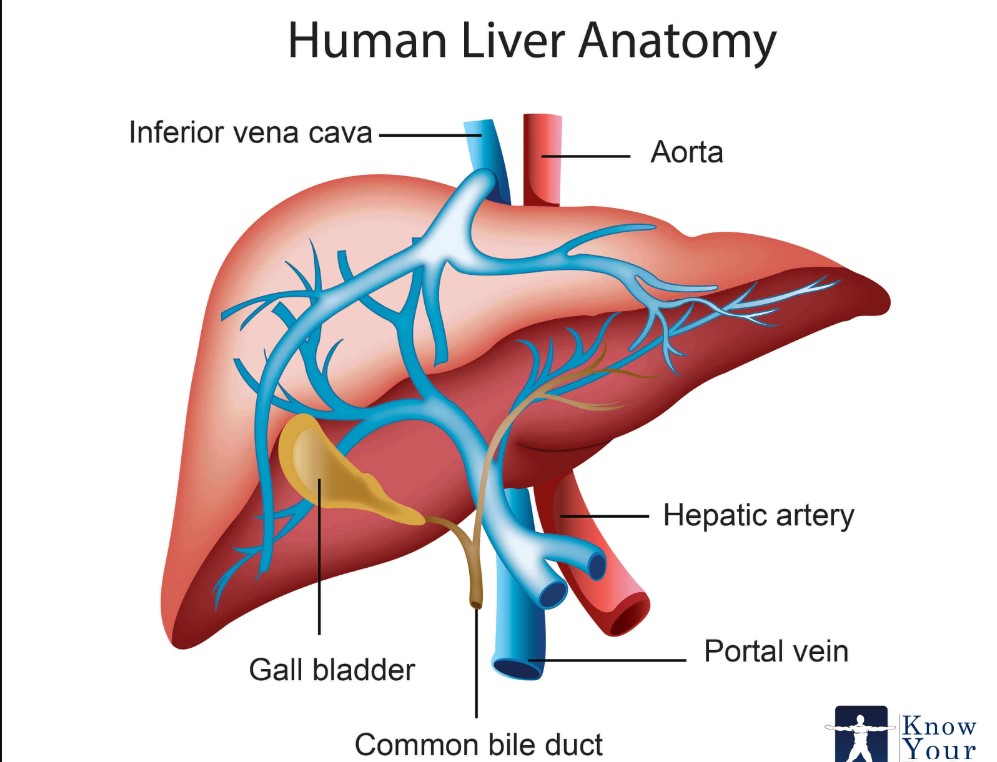 Human Liver Anatomy
Inferior vena cava
Aorta
Hepatic artery
Portal vein
Gall bladder
Common bile duct
Know
Your